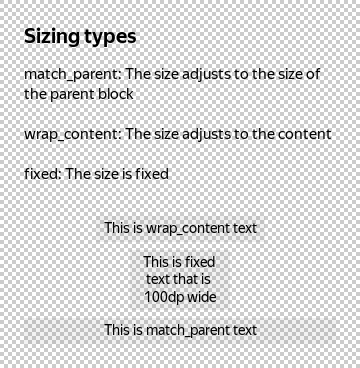 Sizing types
match_parent: The size adjusts to the size of
the parent block
wrap_content: The size adjusts to the content
fixed: The size is fixed
This is wrap_content text
This is fixed
text that is
100dp wide
This is match_parent text